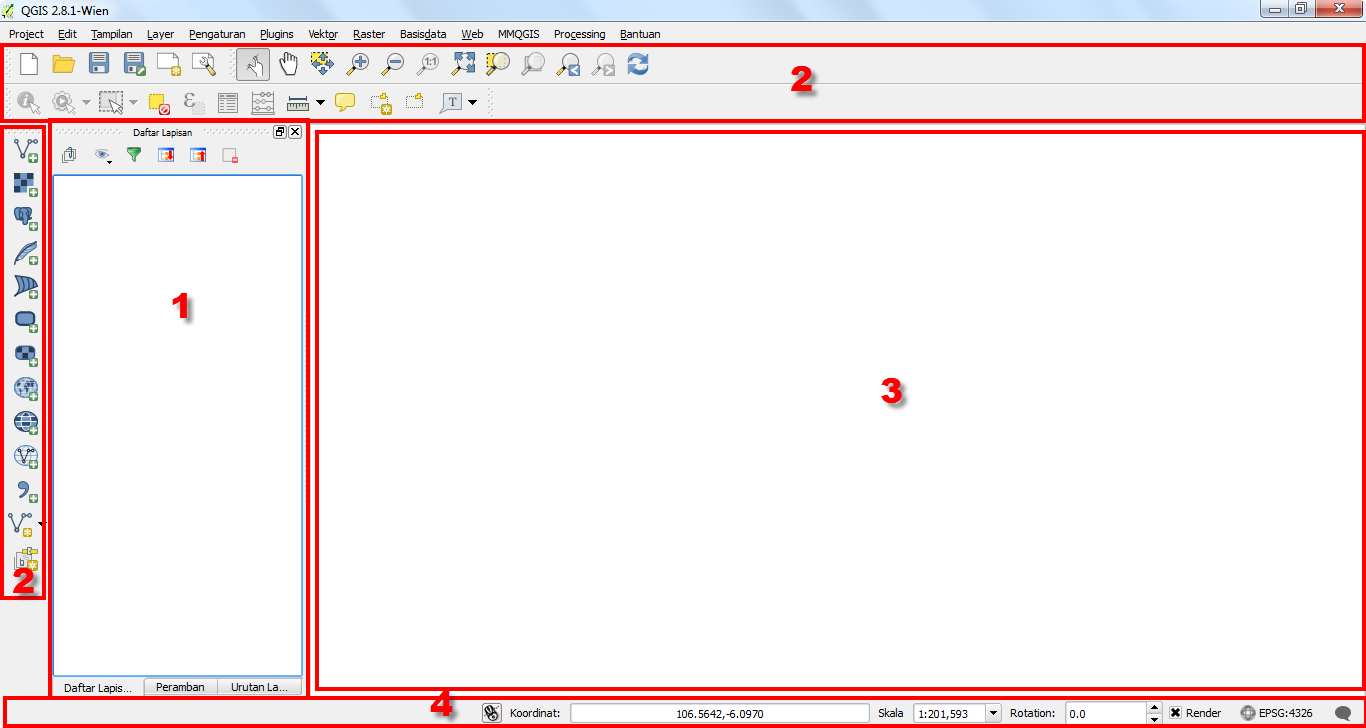 QGIS 2.8.1-Wien
Project Edit Tampilan Layer Pengaturan Plugins Vektor Raster Basisdata Web MMQGIS Processing Bantuan
1:1
2
T
Daftar Lapisan
1
3
2
Daftar Lapis... Peramban Urutan La...
4
Koordinat: 106.5642,-6.0970 Skala 1:201,593 Rotation: 0.0 Render EPSG:4326